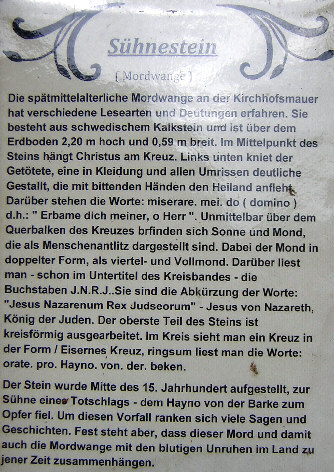 Sühnestein
( Mordwange )
Die spätmittelalterliche Mordwange an der Kirchhofsmauer
hat verschiedene Lesearten und Deutungen erfahren. Sie
besteht aus schwedischem Kalkstein und ist über dem
Erdboden 2,20 m hoch und 0,59 m breit. Im Mittelpunkt des
Steins hängt Christus am Kreuz. Links unten kniet der
Getötete, eine in Kleidung und allen Umrissen deutliche
Gestallt, die mit bittenden Händen den Heiland anfleht.
Darüber stehen die Worte: miserare. mei. do ( domino )
d.h.: " Erbame dich meiner, o Herr ". Unmittelbar über dem
Querbalken des Kreuzes brfinden sich Sonne und Mond,
die als Menschenantlitz dargestellt sind. Dabei der Mond in
doppelter Form, als viertel- und Vollmond. Darüber liest
man - schon im Untertitel des Kreisbandes - die
Buchstaben J.N.R.J..Sie sind die Abkürzung der Worte:
"Jesus Nazarenum Rex Judseorum" - Jesus von Nazareth,
König der Juden. Der oberste Teil des Steins ist
kreisförmig ausgearbeitet. Im Kreis sieht man ein Kreuz in
der Form / Eisernes Kreuz, ringsum liest man die Worte:
orate. pro. Hayno. von. der. beken.
Der Stein wurde Mitte des 15. Jahrhundert aufgestellt, zur
Sühne eines Totschlags - dem Hayno von der Barke zum
Opfer fiel. Um diesen Vorfall ranken sich viele Sagen und
Geschichten. Fest steht aber, dass dieser Mord und damit
auch die Mordwange mit den blutigen Unruhen im Land zu
jener Zeit zusammenhängen.